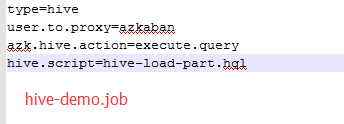 type=hive
user.to.proxy=azkaban
azk.hive.action=execute.query
hive.script=hive-load-part.hql
hive-demo.job